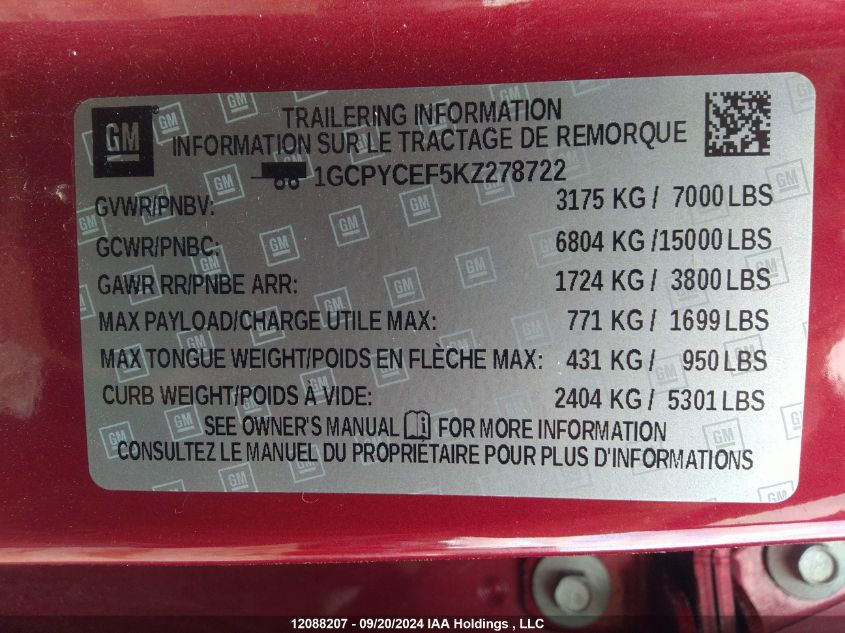 GM
TRAILERING INFORMATION
INFORMATION SUR LE TRACTAGE DE REMORQUE
1GCPYCEF5KZ278722
GVWR/PNBV: 3175 KG / 7000 LBS
GCWR/PNBC: 6804 KG /15000 LBS
GAWR RR/PNBE ARR: 1724 KG / 3800 LBS
MAX PAYLOAD/CHARGE UTILE MAX: 771 KG / 1699 LBS
MAX TONGUE WEIGHT/POIDS EN FLÈCHE MAX: 431 KG / 950 LBS
CURB WEIGHT/POIDS À VIDE: 2404 KG / 5301 LBS
SEE OWNER'S MANUAL i FOR MORE INFORMATION
CONSULTEZ LE MANUEL DU PROPRIÉTAIRE POUR PLUS D'INFORMATIONS
12088207 - 09/20/2024 IAA Holdings , LLC